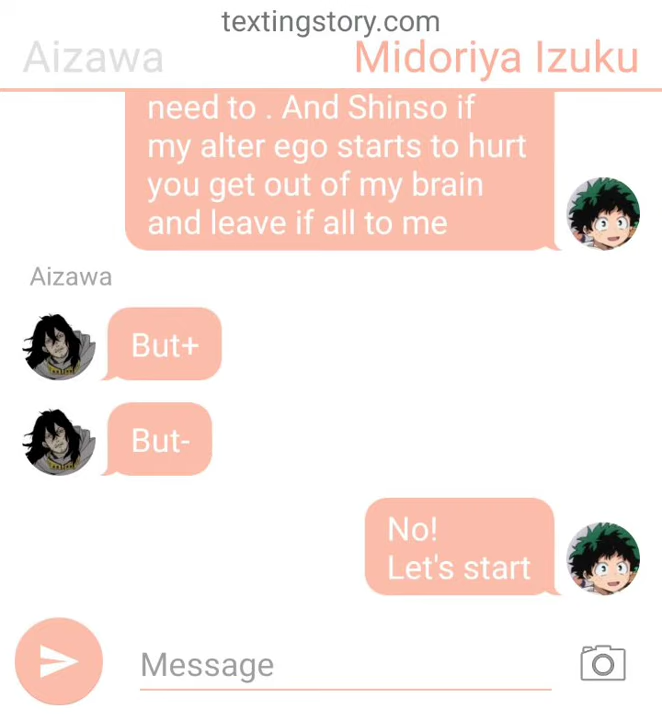 textingstory.com
Aizawa Midoriya Izuku
need to . And Shinso if
my alter ego starts to hurt
you get out of my brain
and leave if all to me
Aizawa
But+
But-
No!
Let's start
Message